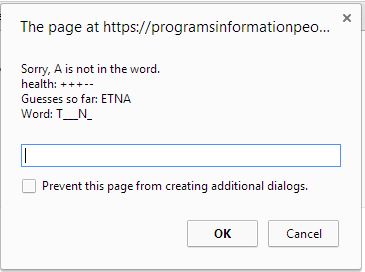 The page at https://programsinformationpeo...
Sorry, A is not in the word.
health: +++--
Guesses so far: ETNA
Word: T___N_
Prevent this page from creating additional dialogs.
OK
Cancel